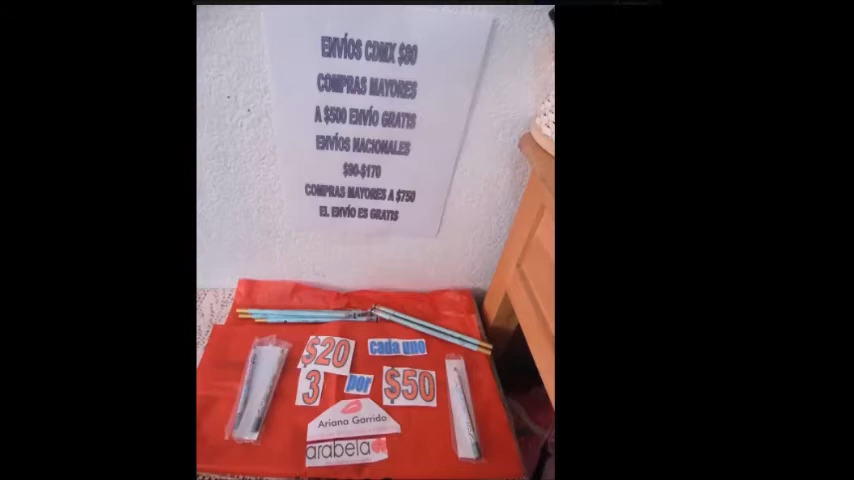 ENVÍOS CDMX $80
COMPRAS MAYORES
A $500 ENVÍO GRATIS
ENVÍOS NACIONALES
$90-$170
COMPRAS MAYORES A $750
EL ENVÍO ES GRATIS
$20 cada uno
3 por $50
Ariana Garrido
arabela